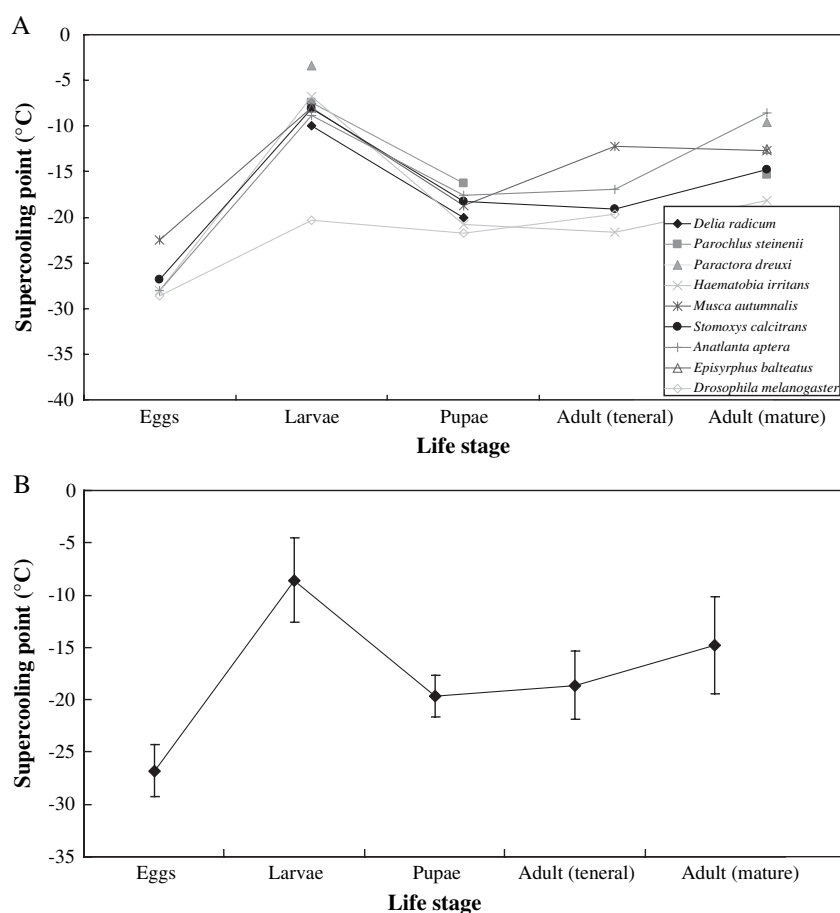 A
0
-5
-10
-15
-20
-25
-30
-35
-40
Supercooling point (°C)
Delia radicum
Parochlus steinenii
Paractora dreuxi
Haematobia irritans
Musca autumnalis
Stomoxys calcitrans
Anatlanta aptera
Episyrphus balteatus
Drosophila melanogaster
Eggs Larvae Pupae Adult (teneral) Adult (mature)
Life stage
B
0
-5
-10
-15
-20
-25
-30
-35
Supercooling point (°C)
Eggs Larvae Pupae Adult (teneral) Adult (mature)
Life stage